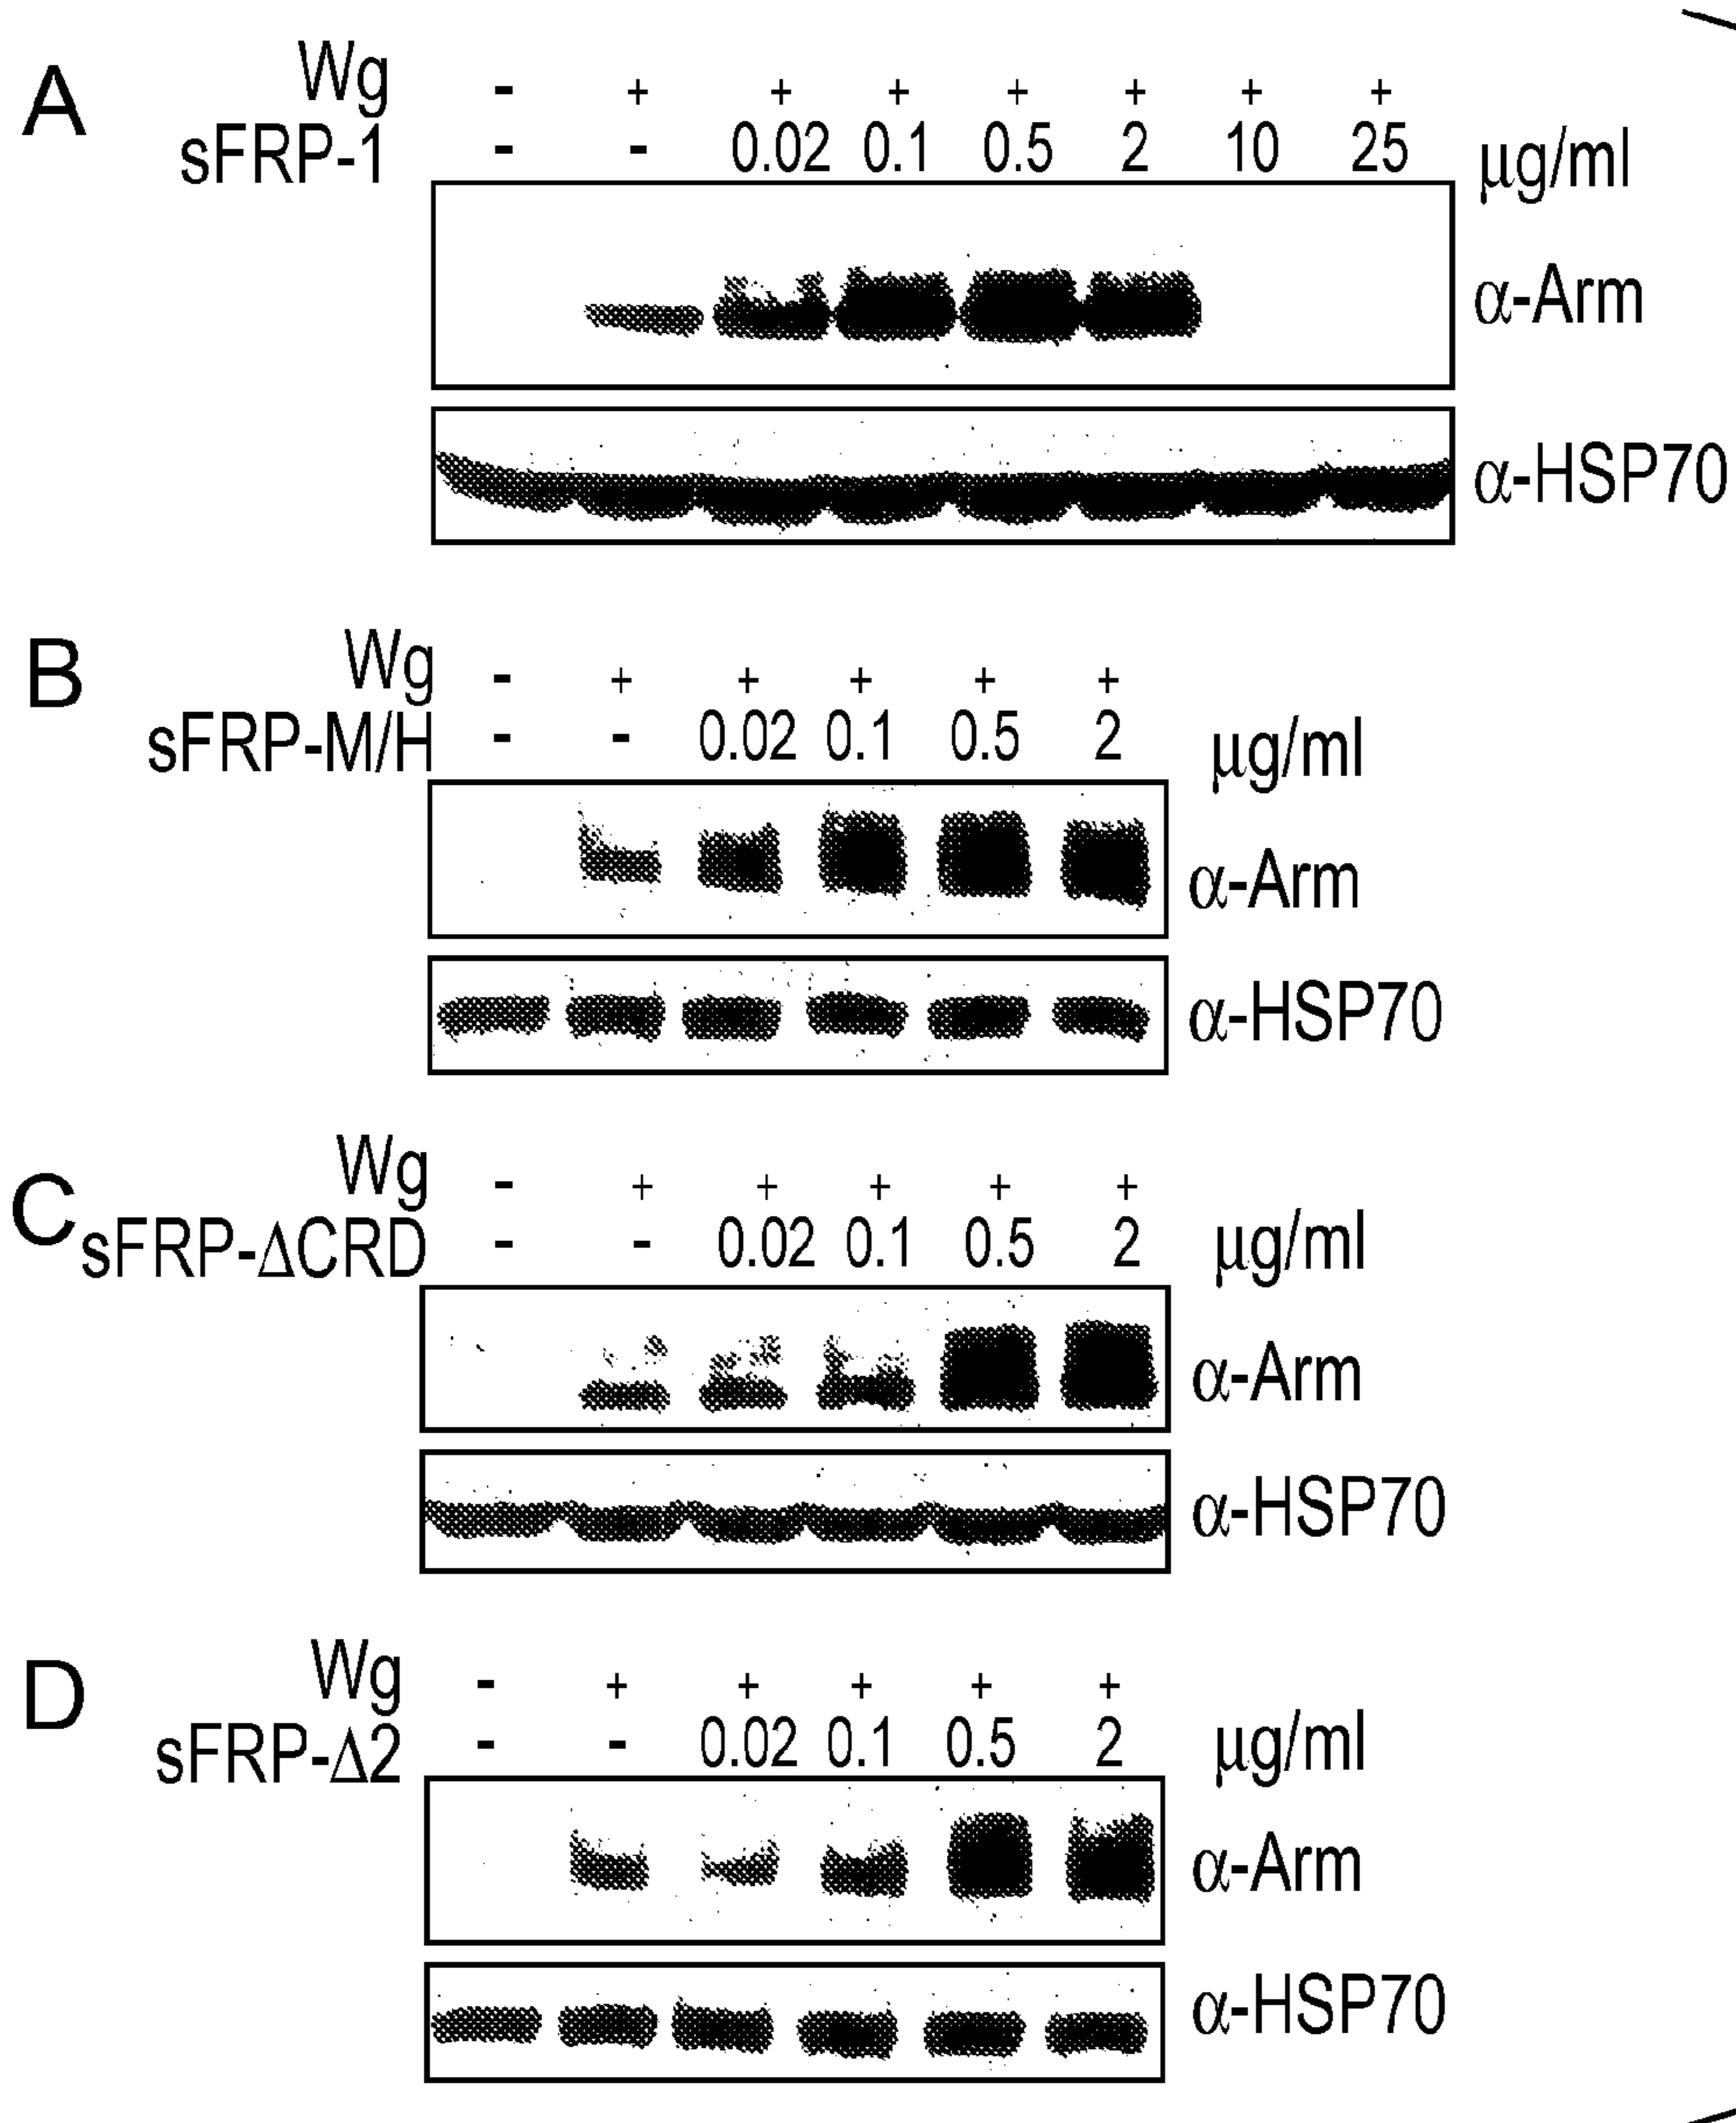 A
Wg - + + + + + + +
sFRP-1 - - 0.02 0.1 0.5 2 10 25 μg/ml
α-Arm
α-HSP70
B
Wg - + + + + +
sFRP-M/H - - 0.02 0.1 0.5 2 μg/ml
α-Arm
α-HSP70
C
Wg - + + + + +
sFRP-ΔCRD - - 0.02 0.1 0.5 2 μg/ml
α-Arm
α-HSP70
D
Wg - + + + + +
sFRP-Δ2 - - 0.02 0.1 0.5 2 μg/ml
α-Arm
α-HSP70